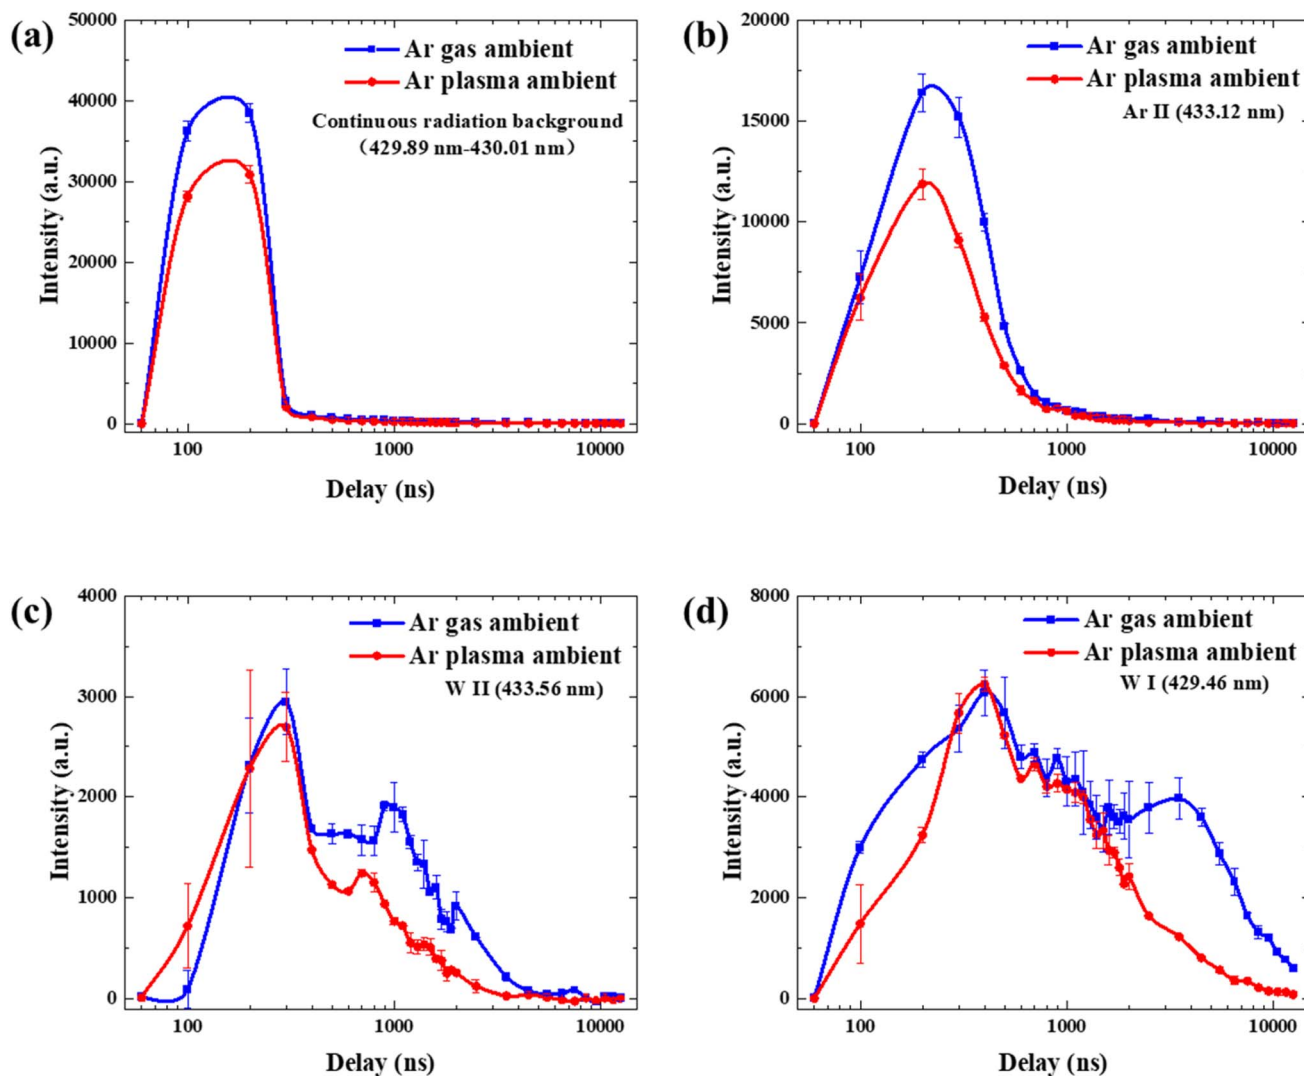 (a)
50000
40000
30000
20000
10000
0
Intensity (a.u.)
Ar gas ambient
Ar plasma ambient
Continuous radiation background
(429.89 nm-430.01 nm)
100
1000
10000
Delay (ns)
(b)
20000
15000
10000
5000
0
Intensity (a.u.)
Ar gas ambient
Ar plasma ambient
Ar II (433.12 nm)
100
1000
10000
Delay (ns)
(c)
4000
3000
2000
1000
0
Intensity (a.u.)
Ar gas ambient
Ar plasma ambient
W II (433.56 nm)
100
1000
10000
Delay (ns)
(d)
8000
6000
4000
2000
0
Intensity (a.u.)
Ar gas ambient
Ar plasma ambient
W I (429.46 nm)
100
1000
10000
Delay (ns)